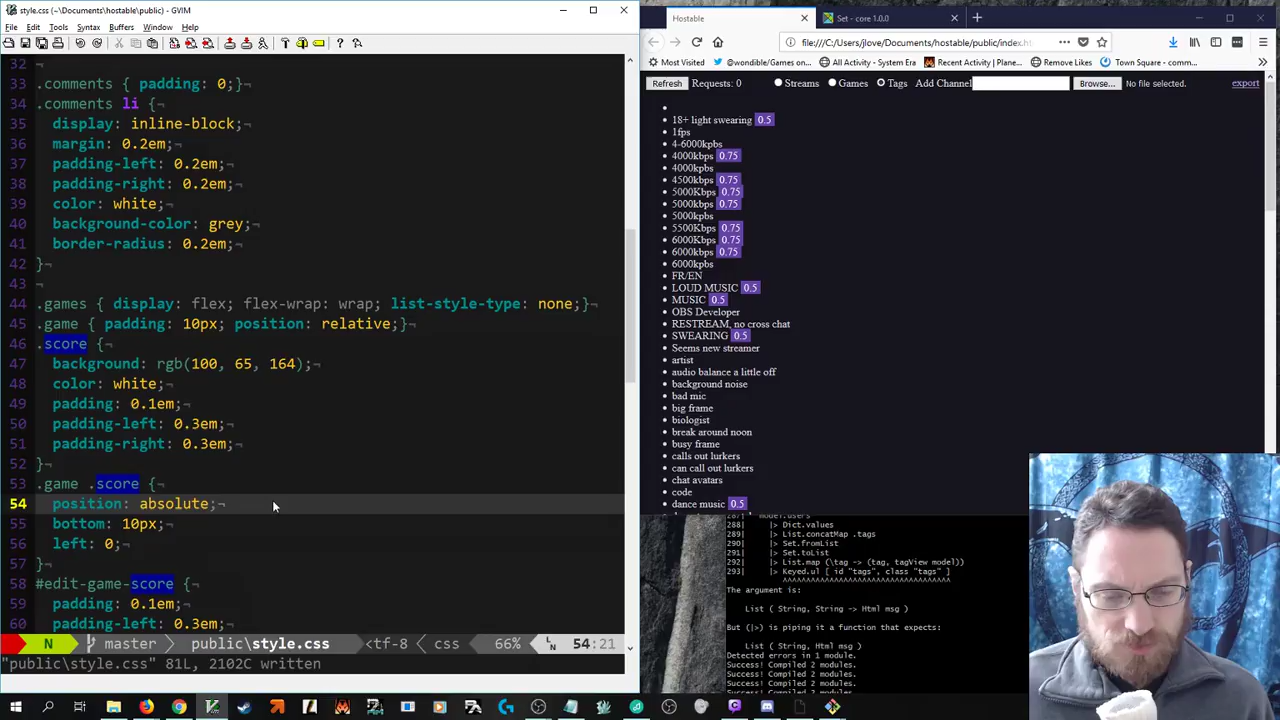 style.css (~\Documents\hostable\public) - GVIM
File Edit Tools Syntax Buffers Window Help
32 ¬
33 .comments { padding: 0;}¬
34 .comments li {¬
35 display: inline-block;¬
36 margin: 0.2em;¬
37 padding-left: 0.2em;¬
38 padding-right: 0.2em;¬
39 color: white;¬
40 background-color: grey;¬
41 border-radius: 0.2em;¬
42 }¬
43 ¬
44 .games { display: flex; flex-wrap: wrap; list-style-type: none;}¬
45 .game { padding: 10px; position: relative;}¬
46 .score {¬
47 background: rgb(100, 65, 164);¬
48 color: white;¬
49 padding: 0.1em;¬
50 padding-left: 0.3em;¬
51 padding-right: 0.3em;¬
52 }¬
53 .game .score {¬
54 position: absolute;¬
55 bottom: 10px;¬
56 left: 0;¬
57 }¬
58 #edit-game-score {¬
59 padding: 0.1em;¬
60 padding-left: 0.3em;¬
N master public\style.css <tf-8 < css 66% 54:21
"public\style.css" 81L, 2102C written
Hostable
Set - core 1.0.0
file:///C:/Users/jlove/Documents/hostable/public/index.ht
Most Visited @wondible/Games on... All Activity - System Era Recent Activity | Plane... Remove Likes Town Square - comm...
Refresh Requests: 0 Streams Games Tags Add Channel Browse... No file selected. export
18+ light swearing 0.5
1fps
4-6000kpbs
4000kbps 0.75
4000kpbs
4500kbps 0.75
5000Kbps 0.75
5000kbps 0.75
5000kpbs
5500kbps 0.75
6000Kbps 0.75
6000kbps 0.75
6000kpbs
FR/EN
LOUD MUSIC 0.5
MUSIC 0.5
OBS Developer
RESTREAM, no cross chat
SWEARING 0.5
Seems new streamer
artist
audio balance a little off
background noise
bad mic
big frame
biologist
break around noon
busy frame
calls out lurkers
can call out lurkers
chat avatars
code
dance music 0.5
287| model.users
288| |> Dict.values
289| |> List.concatMap .tags
290| |> Set.fromList
291| |> Set.toList
292| |> List.map (\tag -> (tag, tagView model))
293| |> Keyed.ul [ id "tags", class "tags" ]
^^^^^^^^^^^^^^^^^^^^^^^^^^^^^^^^^^^
The argument is:
List ( String, String -> Html msg )
But (|>) is piping it a function that expects:
List ( String, Html msg )
Detected errors in 1 module.
Success! Compiled 2 modules.
Success! Compiled 2 modules.
Success! Compiled 2 modules.